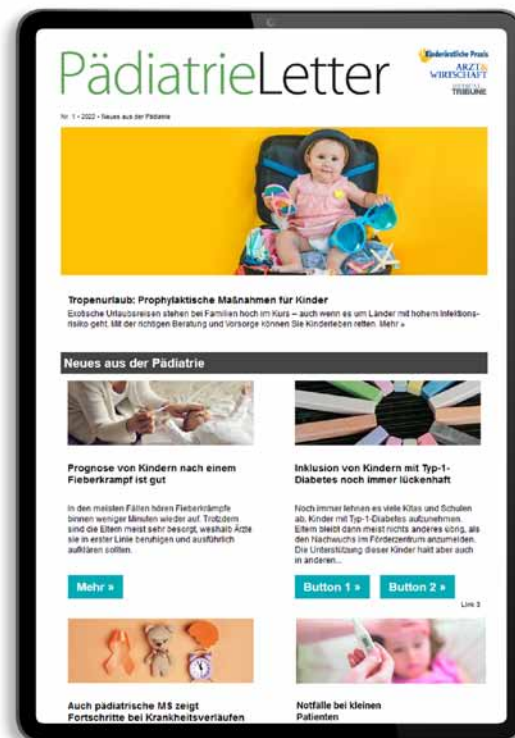 PädiatrieLetter
Kinderärztliche Praxis
ARZT&
WIRTSCHAFT
MEDICAL
TRIBUNE
Nr. 1 • 2022 • Neues aus der Pädiatrie
Tropenurlaub: Prophylaktische Maßnahmen für Kinder
Exotische Urlaubsreisen stehen bei Familien hoch im Kurs – auch wenn es um Länder mit hohem Infektions-
risiko geht. Mit der richtigen Beratung und Vorsorge können Sie Kinderleben retten. Mehr »
Neues aus der Pädiatrie
Prognose von Kindern nach einem
Fieberkrampf ist gut
In den meisten Fällen hören Fieberkrämpfe
binnen weniger Minuten wieder auf. Trotzdem
sind die Eltern meist sehr besorgt, weshalb Ärzte
sie in erster Linie beruhigen und ausführlich
aufklären sollten.
Mehr »
Inklusion von Kindern mit Typ-1-
Diabetes noch immer lückenhaft
Noch immer lehnen es viele Kitas und Schulen
ab, Kinder mit Typ-1-Diabetes aufzunehmen.
Eltern bleibt dann meist nichts anderes übrig, als
den Nachwuchs im Förderzentrum anzumelden.
Die Unterstützung dieser Kinder hakt aber auch
in anderen...
Button 1 »
Button 2 »
Link 3
Auch pädiatrische MS zeigt
Fortschritte bei Krankheitsverläufen
Notfälle bei kleinen
Patienten